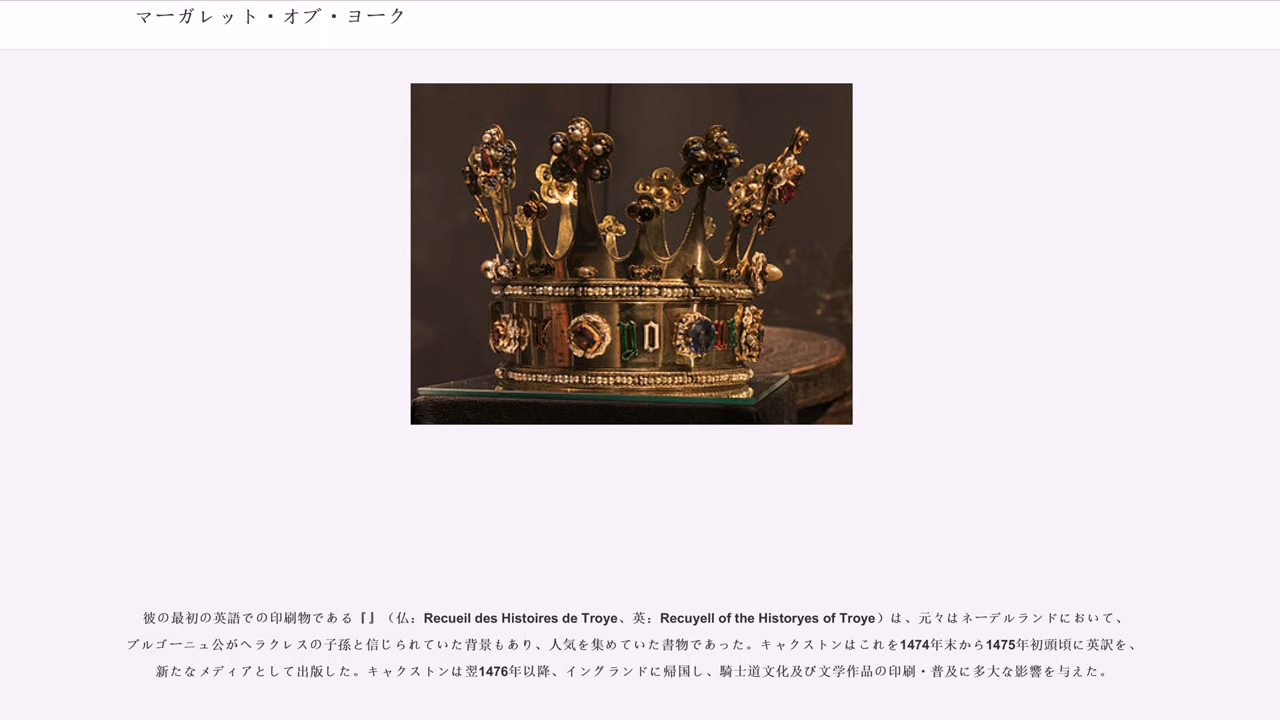 マーガレット・オブ・ヨーク
彼の最初の英語での印刷物である『』（仏: Recueil des Histoires de Troye、英: Recuyell of the Historyes of Troye）は、元々はネーデルラントにおいて、
ブルゴーニュ公がヘラクレスの子孫と信じられていた背景もあり、人気を集めていた書物であった。キャクストンはこれを1474年末から1475年初頭頃に英訳を、
新たなメディアとして出版した。キャクストンは翌1476年以降、イングランドに帰国し、騎士道文化及び文学作品の印刷・普及に多大な影響を与えた。